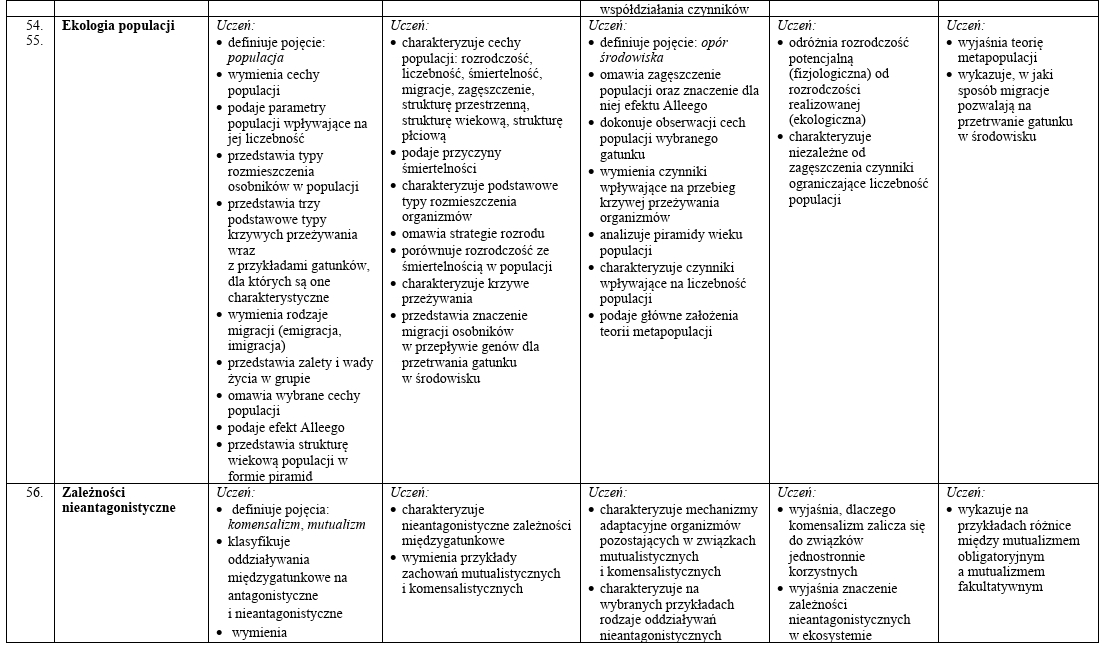 współdziałania czynników
54.
55.
Ekologia populacji
Uczeń:
• definiuje pojęcie:
populacja
• wymienia cechy
populacji
• podaje parametry
populacji wpływające na
jej liczebność
• przedstawia typy
rozmieszczenia
osobników w populacji
• przedstawia trzy
podstawowe typy
krzywych przeżywania
wraz
z przykładami gatunków,
dla których są one
charakterystyczne
• wymienia rodzaje
migracji (emigracja,
imigracja)
• przedstawia zalety i wady
życia w grupie
• omawia wybrane cechy
populacji
• podaje efekt Alleego
• przedstawia strukturę
wiekową populacji w
formie piramid
Uczeń:
• charakteryzuje cechy
populacji: rozrodczość,
liczebność, śmiertelność,
migracje, zagęszczenie,
strukturę przestrzenną,
strukturę wiekową, strukturę
płciową
• podaje przyczyny
śmiertelności
• charakteryzuje podstawowe
typy rozmieszczenia
organizmów
• omawia strategie rozrodu
• porównuje rozrodczość ze
śmiertelnością w populacji
• charakteryzuje krzywe
przeżywania
• przedstawia znaczenie
migracji osobników
w przepływie genów dla
przetrwania gatunku
w środowisku
Uczeń:
• definiuje pojęcie: opór
środowiska
• omawia zagęszczenie
populacji oraz znaczenie dla
niej efektu Alleego
• dokonuje obserwacji cech
populacji wybranego
gatunku
• wymienia czynniki
wpływające na przebieg
krzywej przeżywania
organizmów
• analizuje piramidy wieku
populacji
• charakteryzuje czynniki
wpływające na liczebność
populacji
• podaje główne założenia
teorii metapopulacji
Uczeń:
• odróżnia rozrodczość
potencjalną
(fizjologiczna) od
rozrodczości
realizowanej
(ekologiczna)
• charakteryzuje
niezależne od
zagęszczenia czynniki
ograniczające liczebność
populacji
Uczeń:
• wyjaśnia teorię
metapopulacji
• wykazuje, w jaki
sposób migracje
pozwalają na
przetrwanie gatunku
w środowisku
56.
Zależności
nieantagonistyczne
Uczeń:
• definiuje pojęcia:
komensalizm, mutualizm
• klasyfikuje
oddziaływania
międzygatunkowe na
antagonistyczne
i nieantagonistyczne
• wymienia
Uczeń:
• charakteryzuje
nieantagonistyczne zależności
międzygatunkowe
• wymienia przykłady
zachowań mutualistycznych
i komensalistycznych
Uczeń:
• charakteryzuje mechanizmy
adaptacyjne organizmów
pozostających w związkach
mutualistycznych
i komensalistycznych
• charakteryzuje na
wybranych przykładach
rodzaje oddziaływań
nieantagonistycznych
Uczeń:
• wyjaśnia, dlaczego
komensalizm zalicza się
do związków
jednostronnie
korzystnych
• wyjaśnia znaczenie
zależności
nieantagonistycznych
w ekosystemie
Uczeń:
• wykazuje na
przykładach różnice
między mutualizmem
obligatoryjnym
a mutualizmem
fakultatywnym